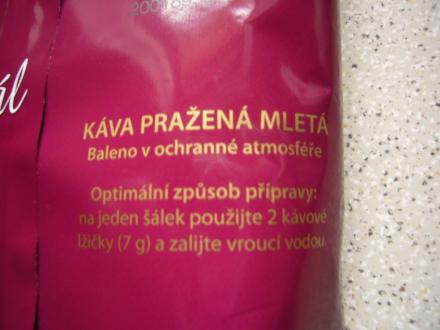 KÁVA PRAŽENÁ MLETÁ
Baleno v ochranné atmosféře
Optimální způsob přípravy:
na jeden šálek použijte 2 kávové
lžičky (7 g) a zalijte vroucí vodou.